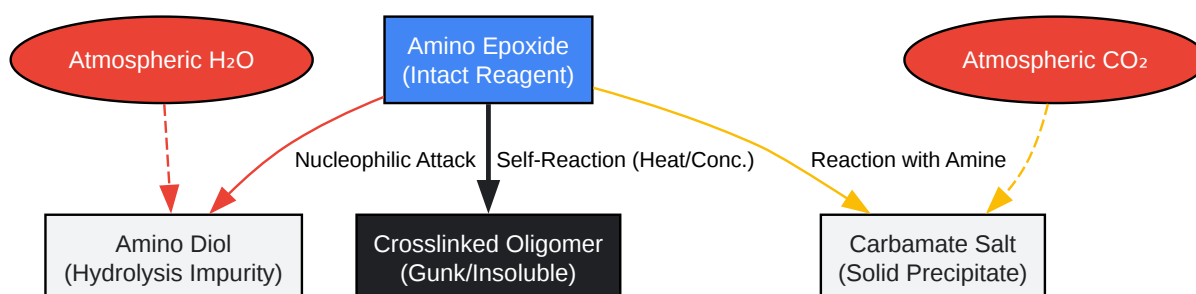 Atmospheric H₂O
Amino Epoxide
(Intact Reagent)
Atmospheric CO₂
Nucleophilic Attack
Self-Reaction (Heat/Conc.)
Reaction with Amine
Amino Diol
(Hydrolysis Impurity)
Crosslinked Oligomer
(Gunk/Insoluble)
Carbamate Salt
(Solid Precipitate)